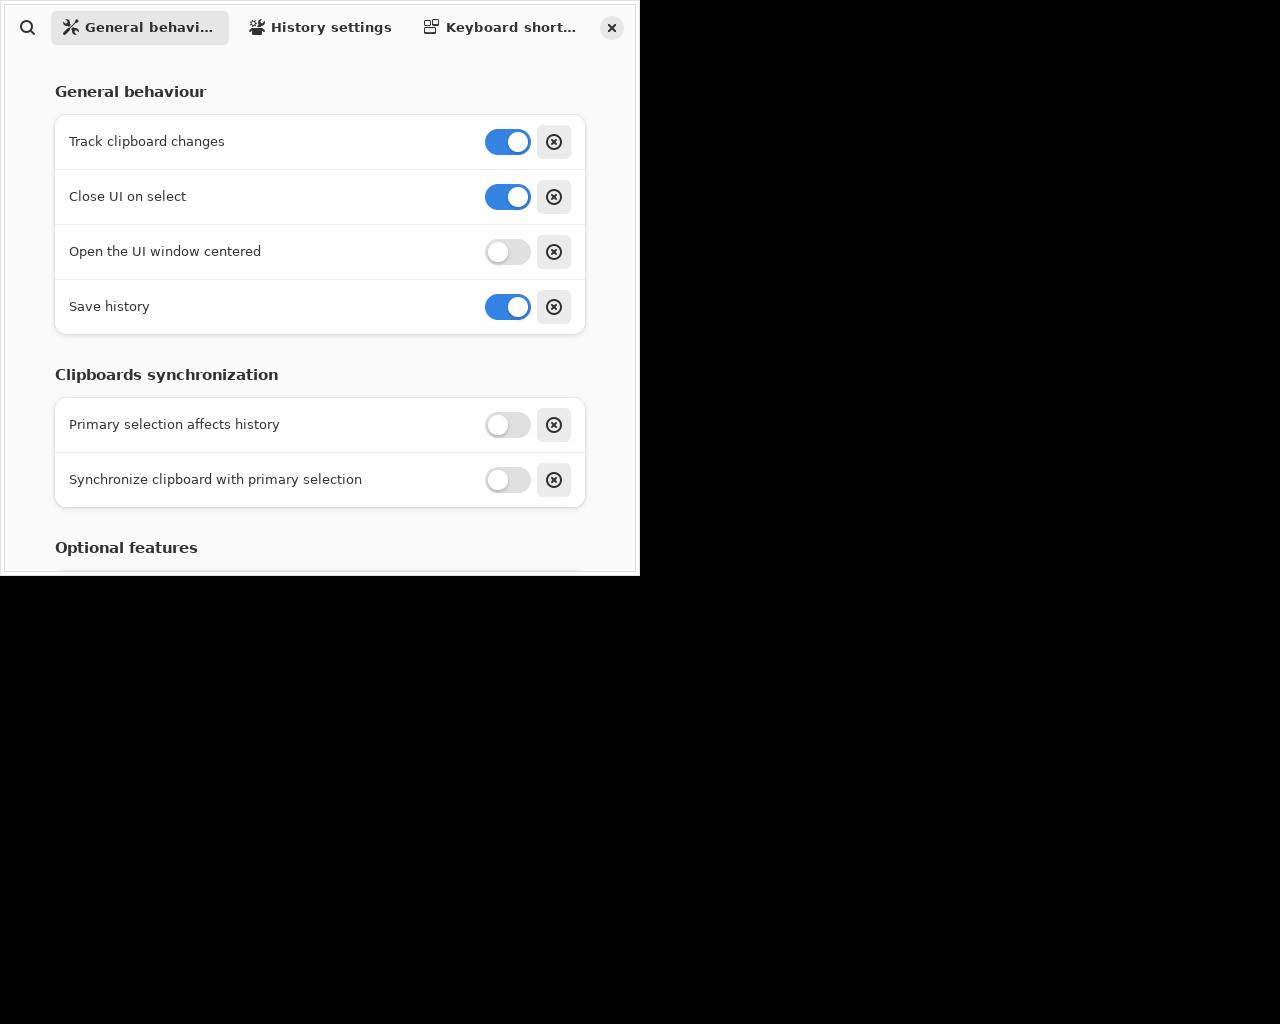 General behavi...
History settings
Keyboard short...
General behaviour
Track clipboard changes
Close UI on select
Open the UI window centered
Save history
Clipboards synchronization
Primary selection affects history
Synchronize clipboard with primary selection
Optional features